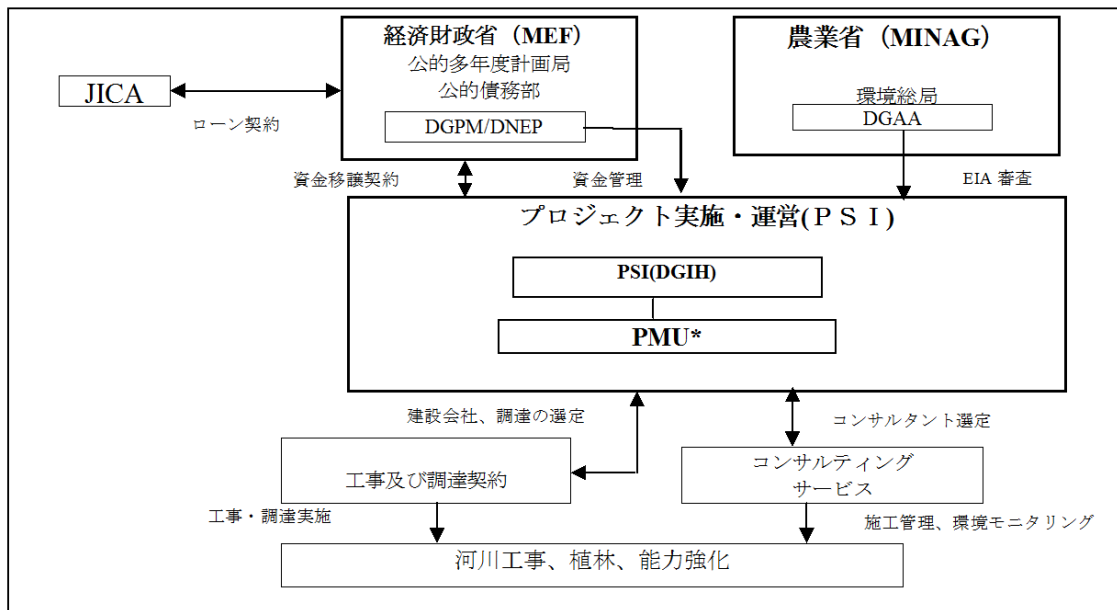 経済財政省（MEF）
公的多年度計画局
公的債務部
DGPM/DNEP
農業省（MINAG）
環境総局
DGAA
JICA
ローン契約
資金移譲契約
資金管理
EIA 審査
プロジェクト実施・運営(ＰＳＩ)
PSI(DGIH)
PMU*
建設会社、調達の選定
コンサルタント選定
工事及び調達契約
コンサルティング
サービス
工事・調達実施
施工管理、環境モニタリング
河川工事、植林、能力強化